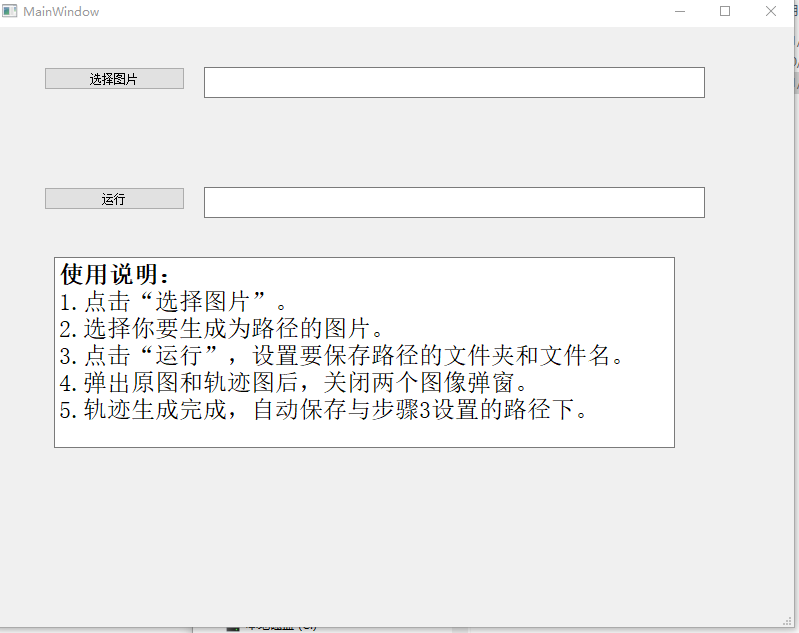 MainWindow
选择图片
运行
使用说明：
1.点击“选择图片”。
2.选择你要生成为路径的图片。
3.点击“运行”，设置要保存路径的文件夹和文件名。
4.弹出原图和轨迹图后，关闭两个图像弹窗。
5.轨迹生成完成，自动保存与步骤3设置的路径下。